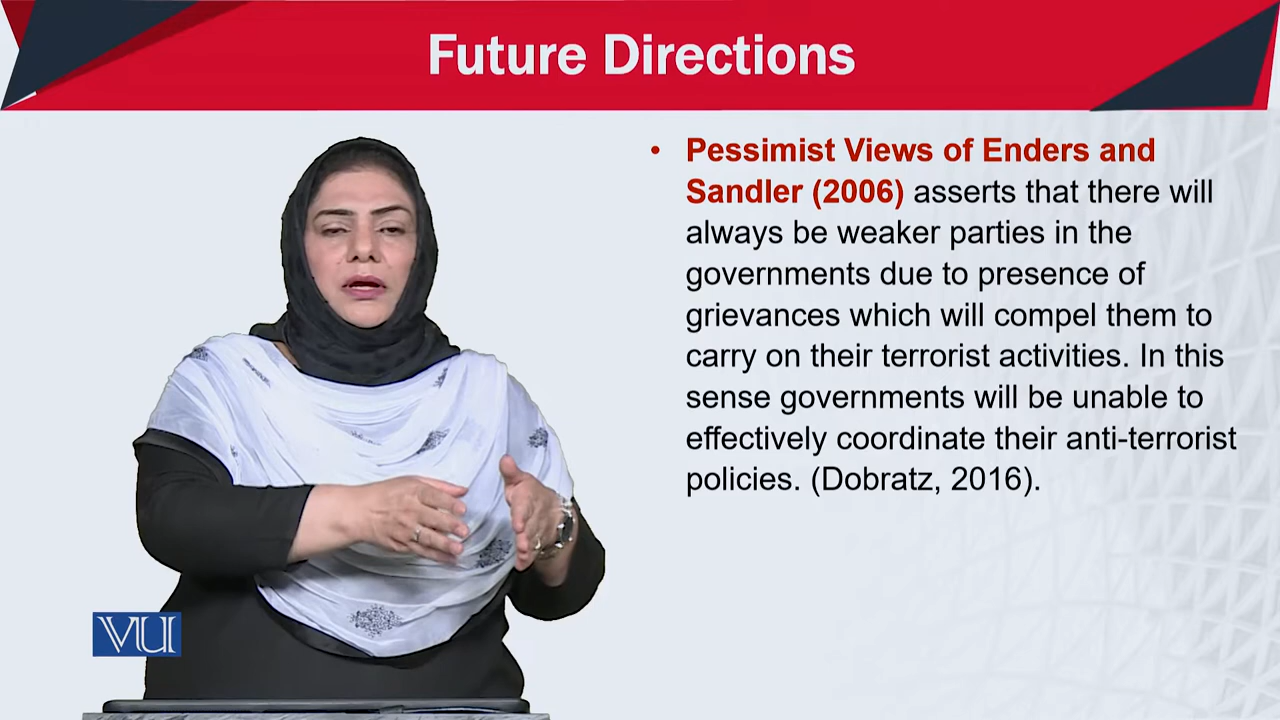 Future Directions
• Pessimist Views of Enders and
Sandler (2006) asserts that there will
always be weaker parties in the
governments due to presence of
grievances which will compel them to
carry on their terrorist activities. In this
sense governments will be unable to
effectively coordinate their anti-terrorist
policies. (Dobratz, 2016).
VU